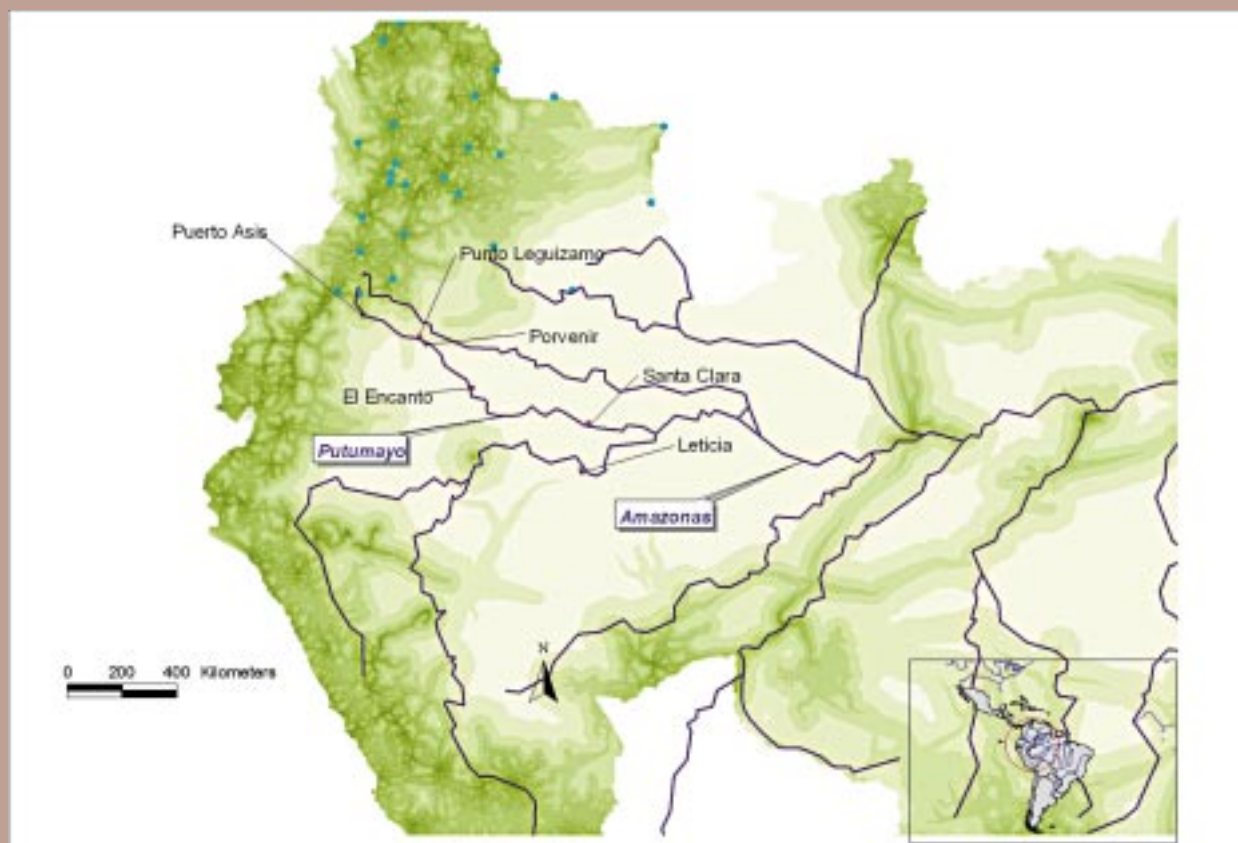 Puerto Asis
Punto Leguizamo
Porvenir
Santa Clara
El Encanto
Putumayo
Leticia
Amazonas
N
0 200 400 Kilometers